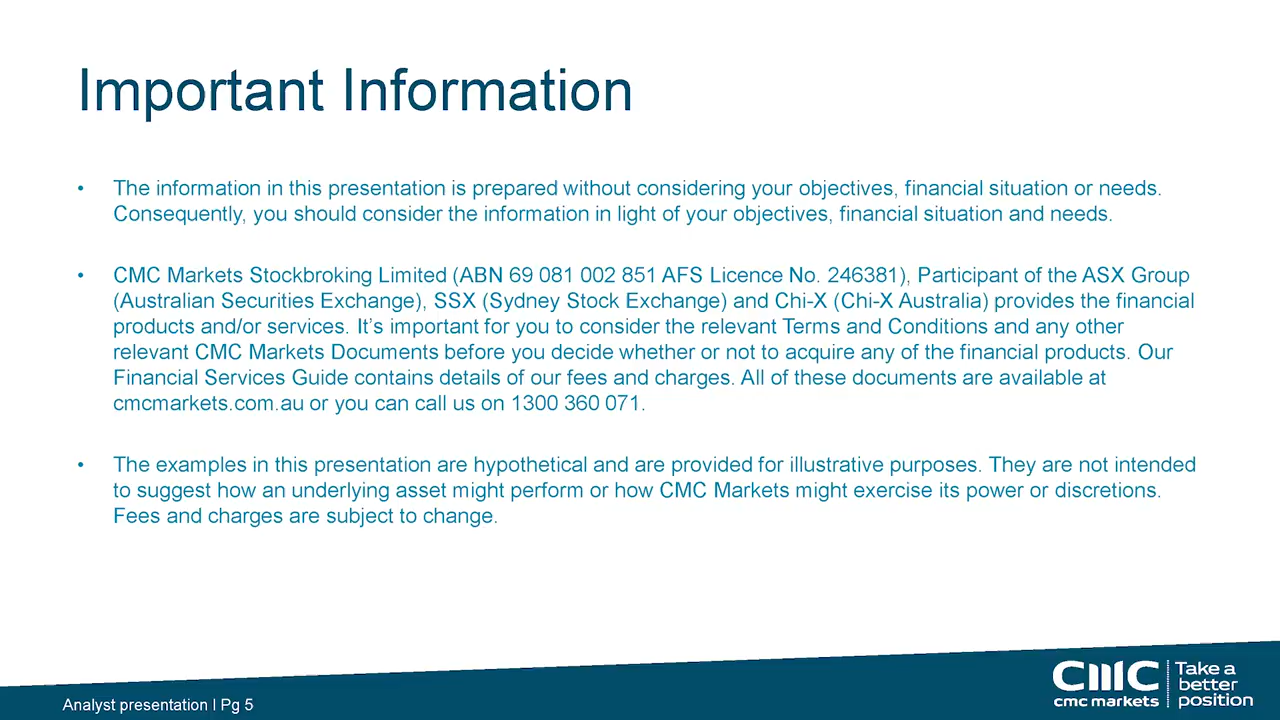 Important Information
• The information in this presentation is prepared without considering your objectives, financial situation or needs.
Consequently, you should consider the information in light of your objectives, financial situation and needs.
• CMC Markets Stockbroking Limited (ABN 69 081 002 851 AFS Licence No. 246381), Participant of the ASX Group
(Australian Securities Exchange), SSX (Sydney Stock Exchange) and Chi-X (Chi-X Australia) provides the financial
products and/or services. It’s important for you to consider the relevant Terms and Conditions and any other
relevant CMC Markets Documents before you decide whether or not to acquire any of the financial products. Our
Financial Services Guide contains details of our fees and charges. All of these documents are available at
cmcmarkets.com.au or you can call us on 1300 360 071.
• The examples in this presentation are hypothetical and are provided for illustrative purposes. They are not intended
to suggest how an underlying asset might perform or how CMC Markets might exercise its power or discretions.
Fees and charges are subject to change.
Analyst presentation I Pg 5
cmc
cmc markets
Take a
better
position